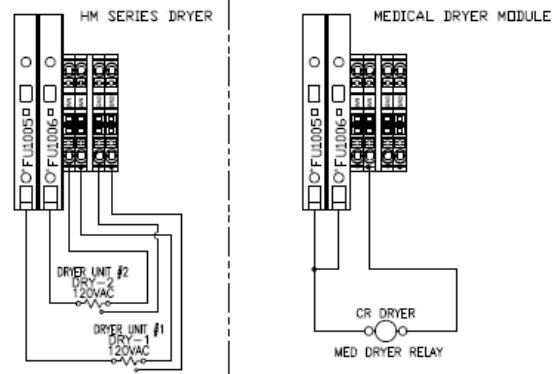 HM SERIES DRYER
MEDICAL DRYER MODULE
FU1005
FU1006
FU1005
FU1006
DRYER UNIT #2
DRY-2
120VAC
DRYER UNIT #1
DRY-1
120VAC
CR DRYER
MED DRYER RELAY